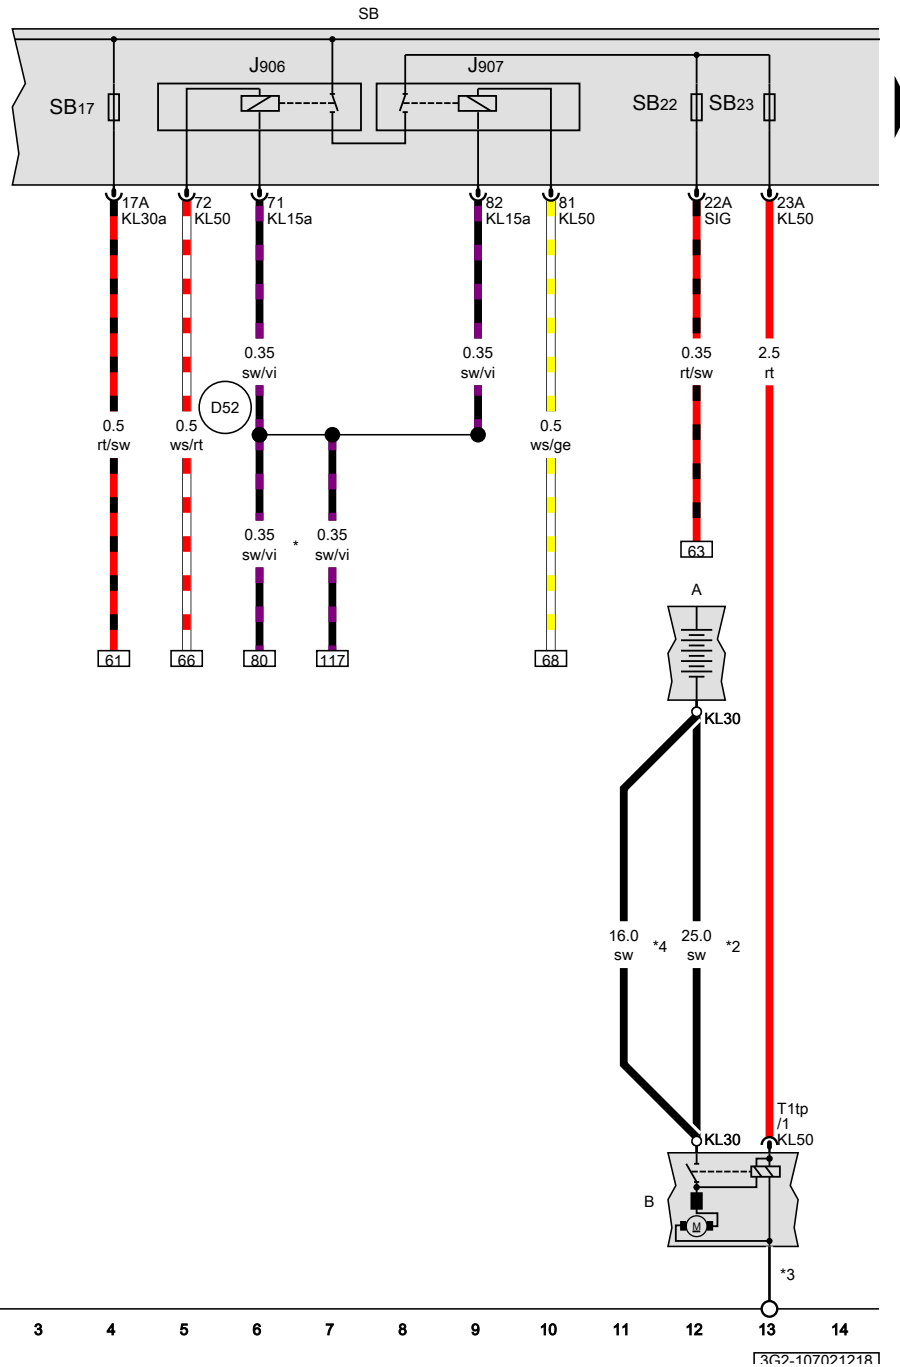 SB
J906
J907
SB17
SB22
SB23
17A
KL30a
72
KL50
71
KL15a
82
KL15a
81
KL50
22A
SIG
23A
KL50
0.35
sw/vi
0.35
sw/vi
0.35
rt/sw
2.5
rt
D52
0.5
rt/sw
0.5
ws/rt
0.5
ws/ge
0.35
sw/vi
*
0.35
sw/vi
63
A
61
66
80
117
68
KL30
16.0
sw
*4
25.0
sw
*2
T1tp
/1
KL30
KL50
B
M
*3
3 4 5 6 7 8 9 10 11 12 13 14
3G2-107021218